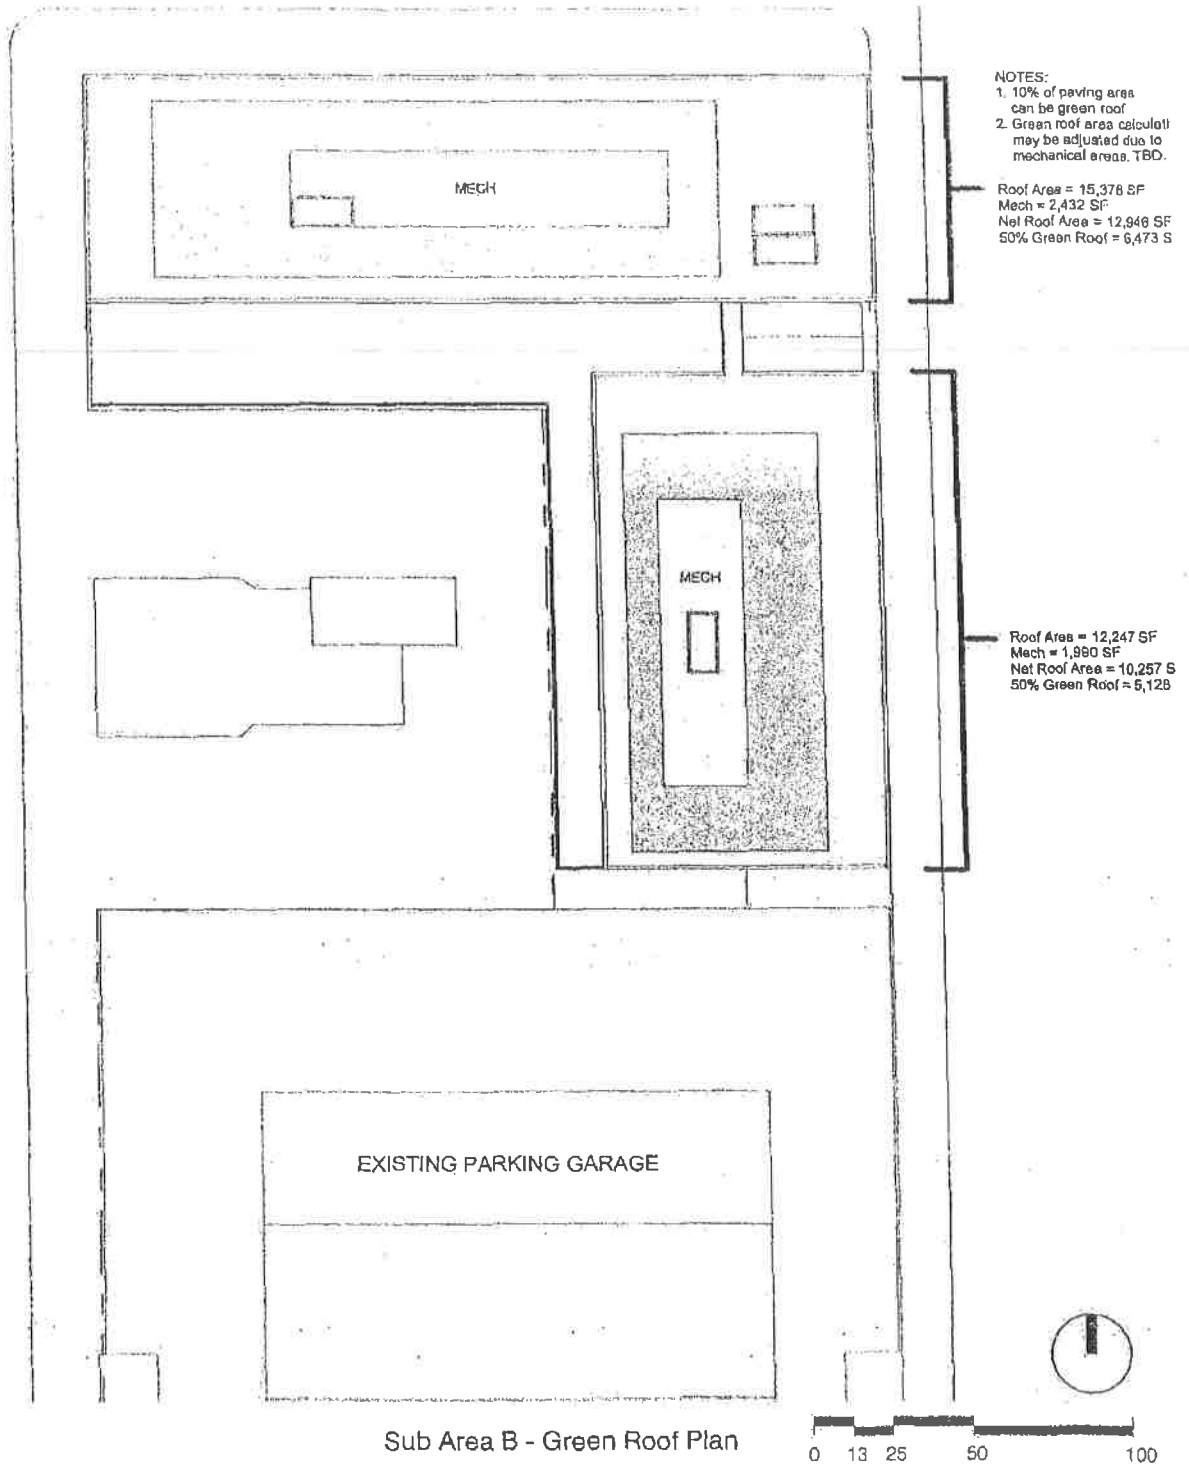 NOTES:
1. 10% of paving area
can be green roof
2. Green roof area calculati
may be adjusted due to
mechanical areas. TBD.
Roof Area = 15,378 SF
Mech = 2,432 SF
Net Roof Area = 12,946 SF
50% Green Roof = 6,473 S
MECH
MECH
Roof Area = 12,247 SF
Mech = 1,990 SF
Net Roof Area = 10,257 S
50% Green Roof = 5,128
EXISTING PARKING GARAGE
Sub Area B - Green Roof Plan
0 13 25 50 100